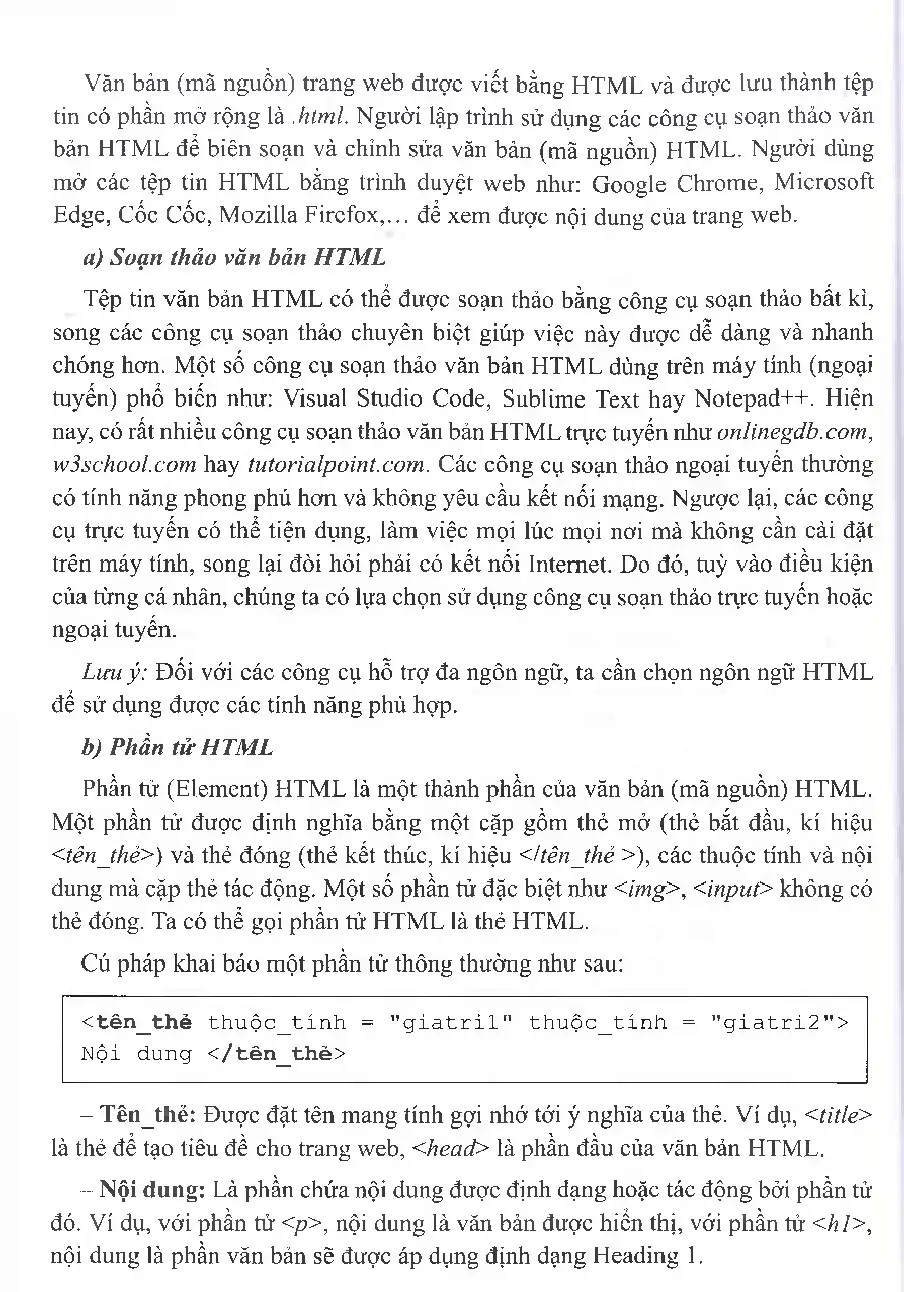 Văn bản (mã nguồn) trang web được viết bằng HTML và được lưu thành tệp
tin có phần mở rộng là .html. Người lập trình sử dụng các công cụ soạn thảo văn
bản HTML để biên soạn và chỉnh sửa văn bản (mã nguồn) HTML. Người dùng
mở các tệp tin HTML bằng trình duyệt web như: Google Chrome, Microsoft
Edge, Cốc Cốc, Mozilla Firefox,... để xem được nội dung của trang web.
a) Soạn thảo văn bản HTML
Tệp tin văn bản HTML có thể được soạn thảo bằng công cụ soạn thảo bất kì,
song các công cụ soạn thảo chuyên biệt giúp việc này được dễ dàng và nhanh
chóng hơn. Một số công cụ soạn thảo văn bản HTML dùng trên máy tính (ngoại
tuyến) phổ biến như: Visual Studio Code, Sublime Text hay Notepad++. Hiện
nay, có rất nhiều công cụ soạn thảo văn bản HTML trực tuyến như onlinegdb.com,
w3school.com hay tutorialpoint.com. Các công cụ soạn thảo ngoại tuyến thường
có tính năng phong phú hơn và không yêu cầu kết nối mạng. Ngược lại, các công
cụ trực tuyến có thể tiện dụng, làm việc mọi lúc mọi nơi mà không cần cài đặt
trên máy tính, song lại đòi hỏi phải có kết nối Internet. Do đó, tuỳ vào điều kiện
của từng cá nhân, chúng ta có lựa chọn sử dụng công cụ soạn thảo trực tuyến hoặc
ngoại tuyến.
Lưu ý: Đối với các công cụ hỗ trợ đa ngôn ngữ, ta cần chọn ngôn ngữ HTML
để sử dụng được các tính năng phù hợp.
b) Phần tử HTML
Phần tử (Element) HTML là một thành phần của văn bản (mã nguồn) HTML.
Một phần tử được định nghĩa bằng một cặp gồm thẻ mở (thẻ bắt đầu, kí hiệu
<tên_thẻ>) và thẻ đóng (thẻ kết thúc, kí hiệu </tên_thẻ >), các thuộc tính và nội
dung mà cặp thẻ tác động. Một số phần tử đặc biệt như <img>, <input> không có
thẻ đóng. Ta có thể gọi phần tử HTML là thẻ HTML.
Cú pháp khai báo một phần tử thông thường như sau:
<tên_thẻ thuộc_tính = "giatri1" thuộc_tính = "giatri2">
Nội dung </tên_thẻ>
– Tên_thẻ: Được đặt tên mang tính gợi nhớ tới ý nghĩa của thẻ. Ví dụ, <title>
là thẻ để tạo tiêu đề cho trang web, <head> là phần đầu của văn bản HTML.
– Nội dung: Là phần chứa nội dung được định dạng hoặc tác động bởi phần tử
đó. Ví dụ, với phần tử <p>, nội dung là văn bản được hiển thị, với phần tử <h1>,
nội dung là phần văn bản sẽ được áp dụng định dạng Heading 1.